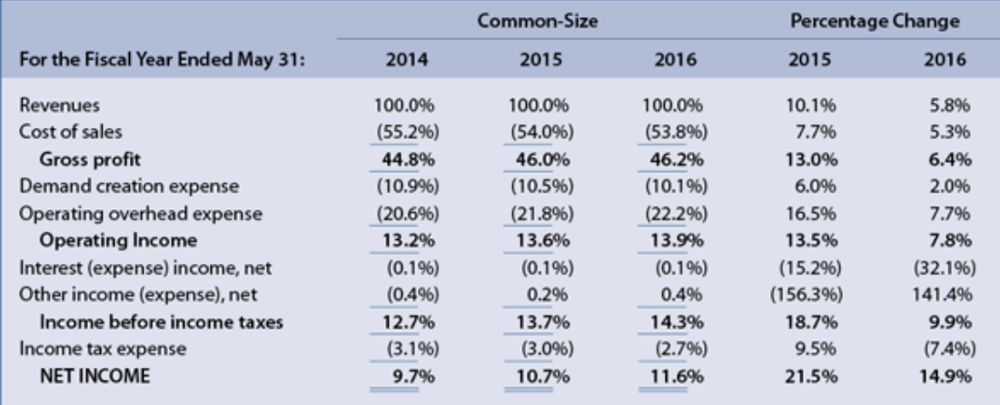 Common-Size Percentage Change
For the Fiscal Year Ended May 31: 2014 2015 2016 2015 2016
Revenues 100.0% 100.0% 100.0% 10.1% 5.8%
Cost of sales (55.2%) (54.0%) (53.8%) 7.7% 5.3%
Gross profit 44.8% 46.0% 46.2% 13.0% 6.4%
Demand creation expense (10.9%) (10.5%) (10.1%) 6.0% 2.0%
Operating overhead expense (20.6%) (21.8%) (22.2%) 16.5% 7.7%
Operating Income 13.2% 13.6% 13.9% 13.5% 7.8%
Interest (expense) income, net (0.1%) (0.1%) (0.1%) (15.2%) (32.1%)
Other income (expense), net (0.4%) 0.2% 0.4% (156.3%) 141.4%
Income before income taxes 12.7% 13.7% 14.3% 18.7% 9.9%
Income tax expense (3.1%) (3.0%) (2.7%) 9.5% (7.4%)
NET INCOME 9.7% 10.7% 11.6% 21.5% 14.9%